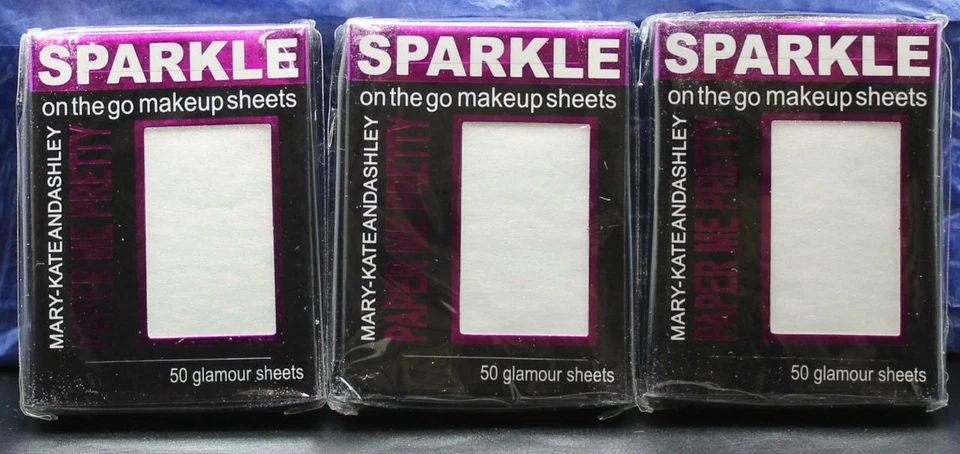 SPARKLE
on the go makeup sheets
MARY-KATEANDASHLEY
PAPER ME PRETTY
50 glamour sheets
SPARKLE
on the go makeup sheets
MARY-KATEANDASHLEY
PAPER ME PRETTY
50 glamour sheets
SPARKLE
on the go makeup sheets
MARY-KATEANDASHLEY
PAPER ME PRETTY
50 glamour sheets